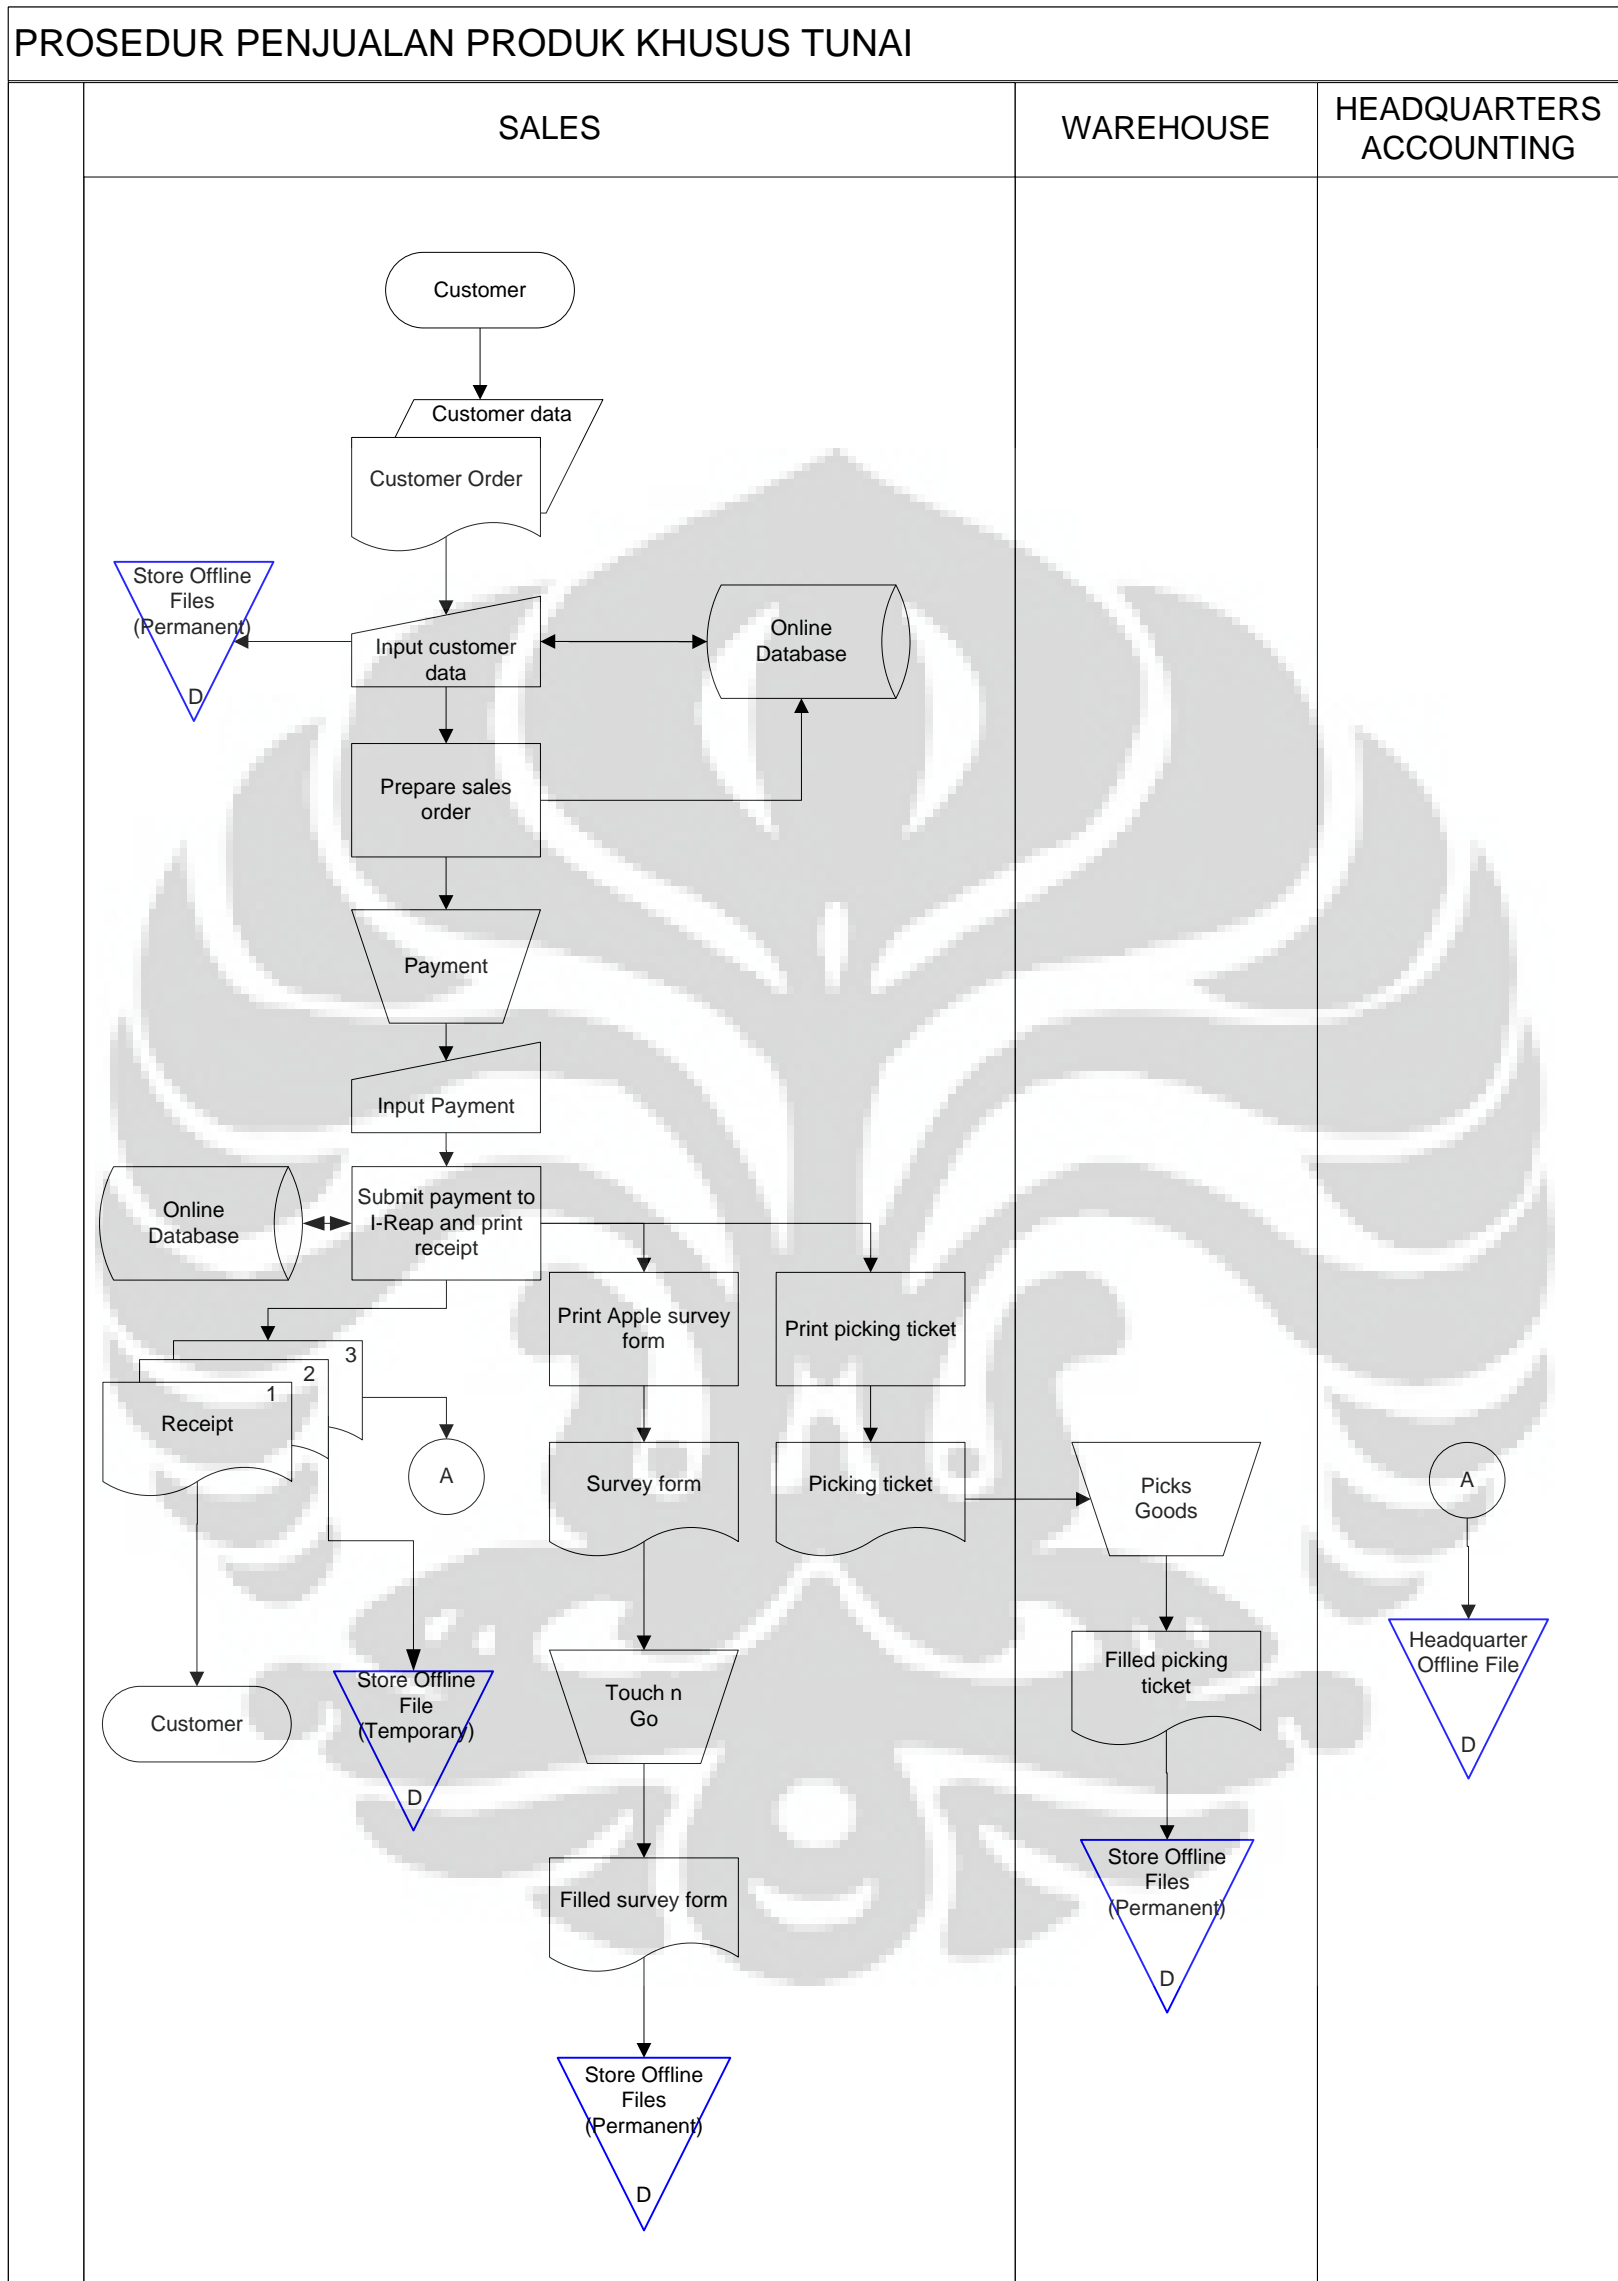 PROSEDUR PENJUALAN PRODUK KHUSUS TUNAI
SALES
WAREHOUSE
HEADQUARTERS
ACCOUNTING
Customer
Customer data
Customer Order
Store Offline
Files
(Permanent)
D
Input customer
data
Online
Database
Prepare sales
order
Payment
Input Payment
Online
Database
Submit payment to
I-Reap and print
receipt
Print Apple survey
form
Print picking ticket
3
2
1
Receipt
A
Survey form
Picking ticket
Picks
Goods
A
Customer
Store Offline
File
(Temporary)
D
Touch n
Go
Filled picking
ticket
Headquarter
Offline File
D
Filled survey form
Store Offline
Files
(Permanent)
D
Store Offline
Files
(Permanent)
D